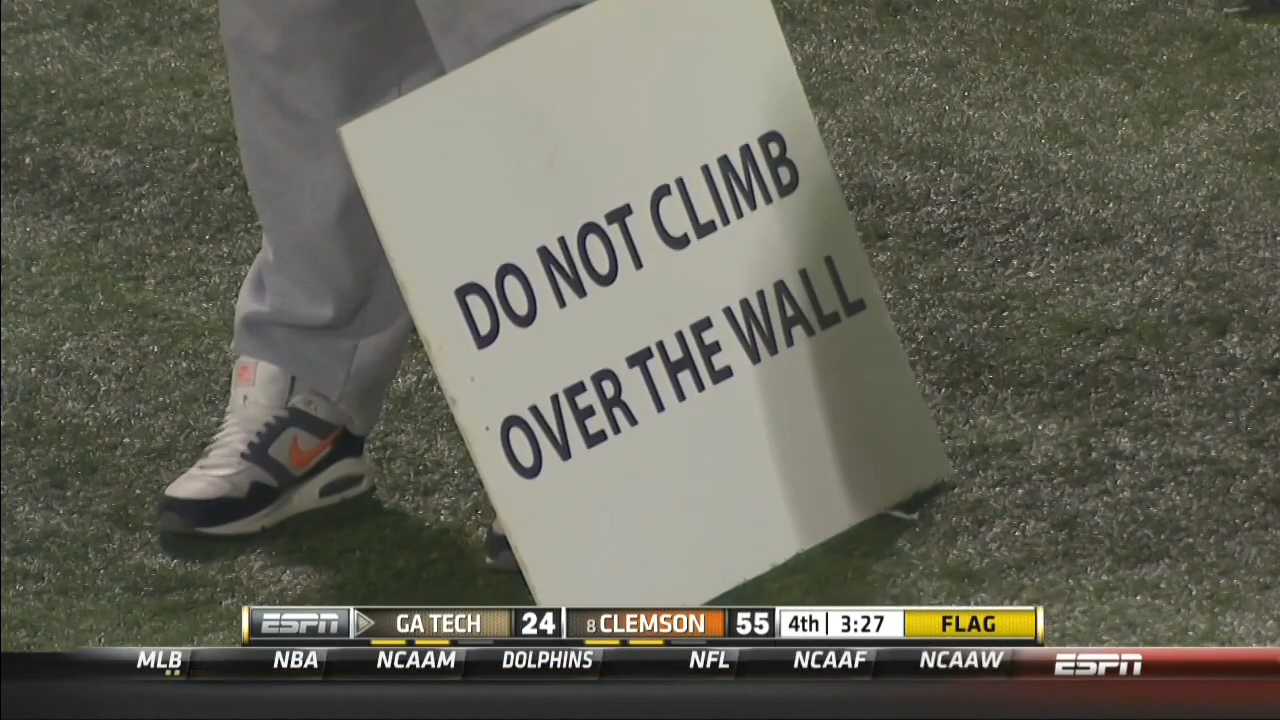 DO NOT CLIMB
OVER THE WALL
ESPN GA TECH 24 8 CLEMSON 55 4th 3:27 FLAG
MLB NBA NCAAM DOLPHINS NFL NCAAF NCAAW ESPN